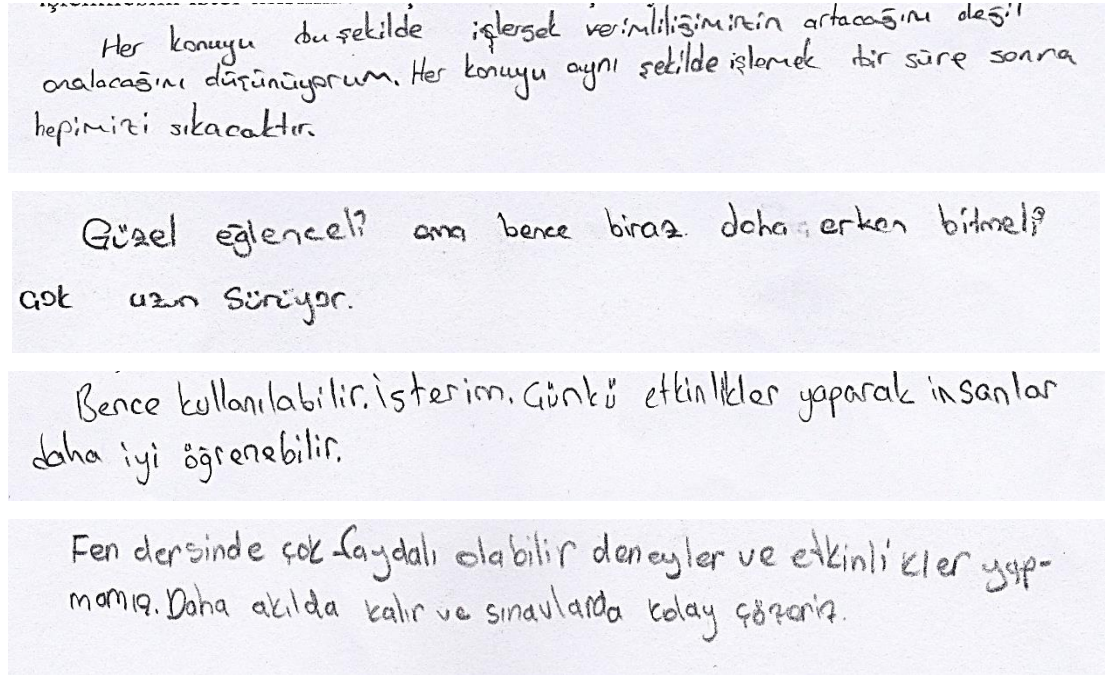 Her konuyu bu şekilde işlersek verimliliğimizin artacağını değil
azalacağını düşünüyorum. Her konuyu aynı şekilde işlemek bir süre sonra
hepimizi sıkacaktır.
Güzel eğlenceli ama bence biraz daha erken bitmeli
çok uzun sürüyor.
Bence kullanılabilir. İsterim. Çünkü etkinlikler yaparak insanlar
daha iyi öğrenebilir.
Fen dersinde çok faydalı olabilir deneyler ve etkinlikler yap-
mamız. Daha akılda kalır ve sınavlarda kolay çözeriz.